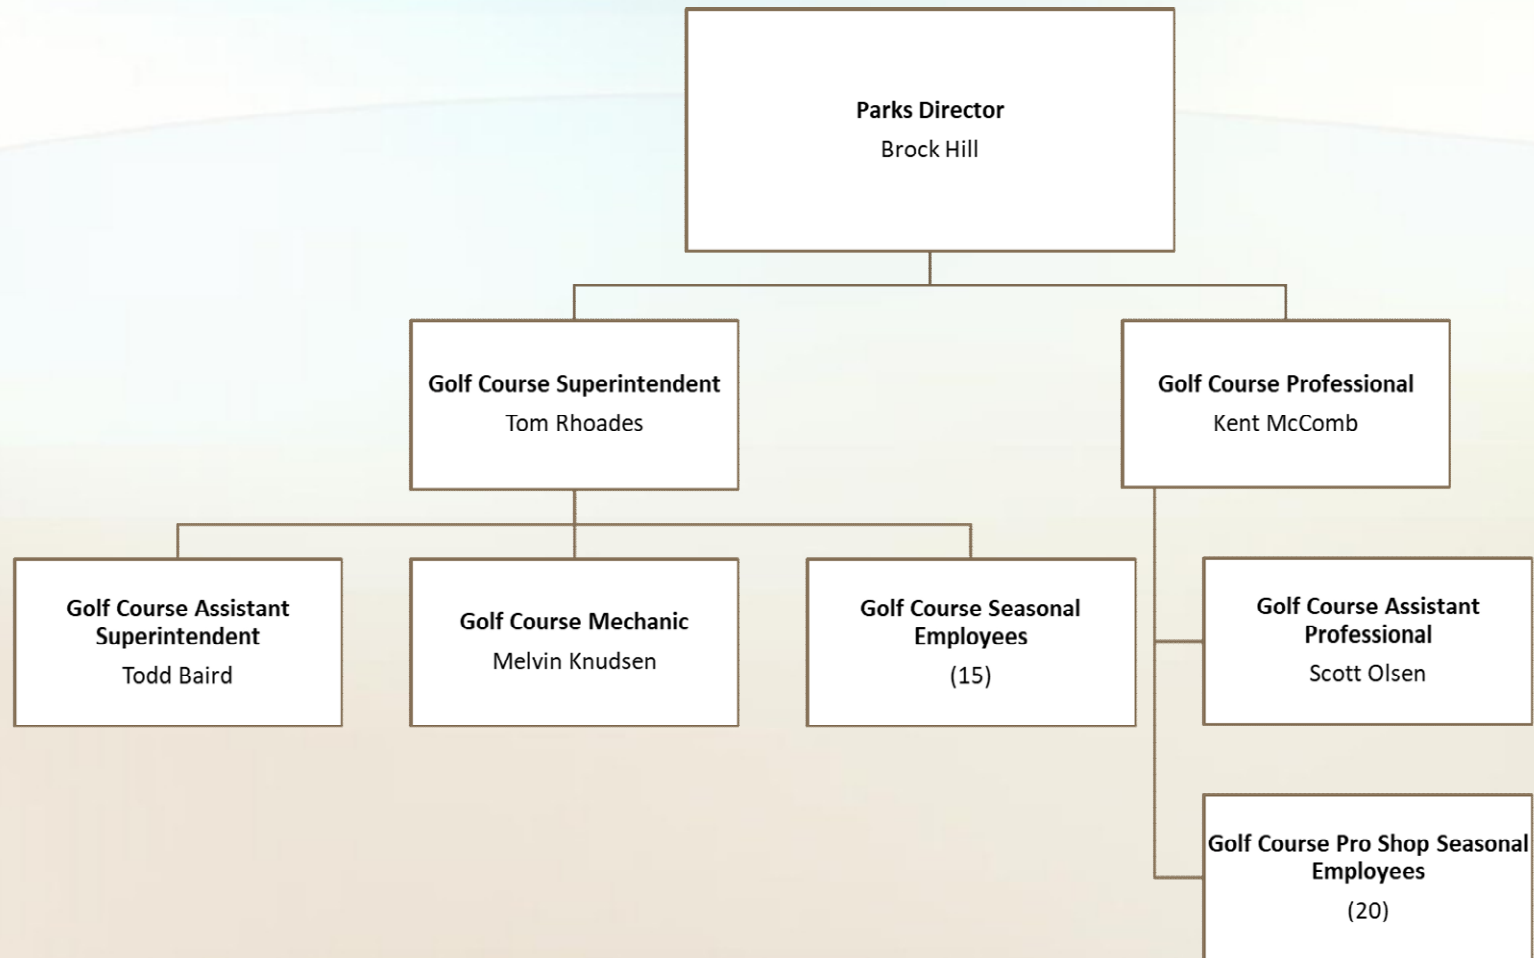 Parks Director
Brock Hill
Golf Course Superintendent
Tom Rhoades
Golf Course Professional
Kent McComb
Golf Course Assistant
Superintendent
Todd Baird
Golf Course Mechanic
Melvin Knudsen
Golf Course Seasonal
Employees
(15)
Golf Course Assistant
Professional
Scott Olsen
Golf Course Pro Shop Seasonal
Employees
(20)